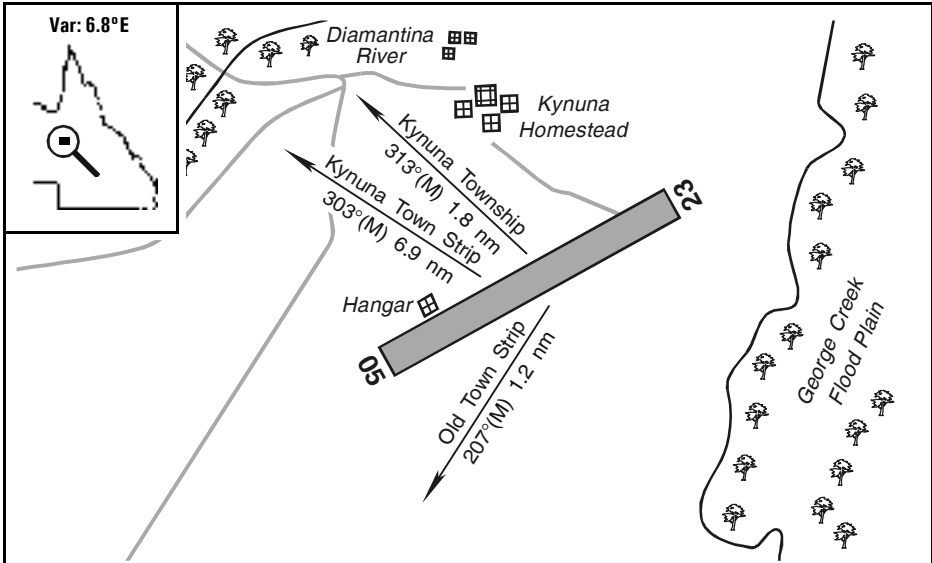 Var: 6.8°E
Diamantina
River
Kynuna
Homestead
Kynuna Township
313°(M) 1.8 nm
Kynuna Town Strip
303°(M) 6.9 nm
23
Hangar
05
Old Town Strip
207°(M) 1.2 nm
George Creek
Flood Plain